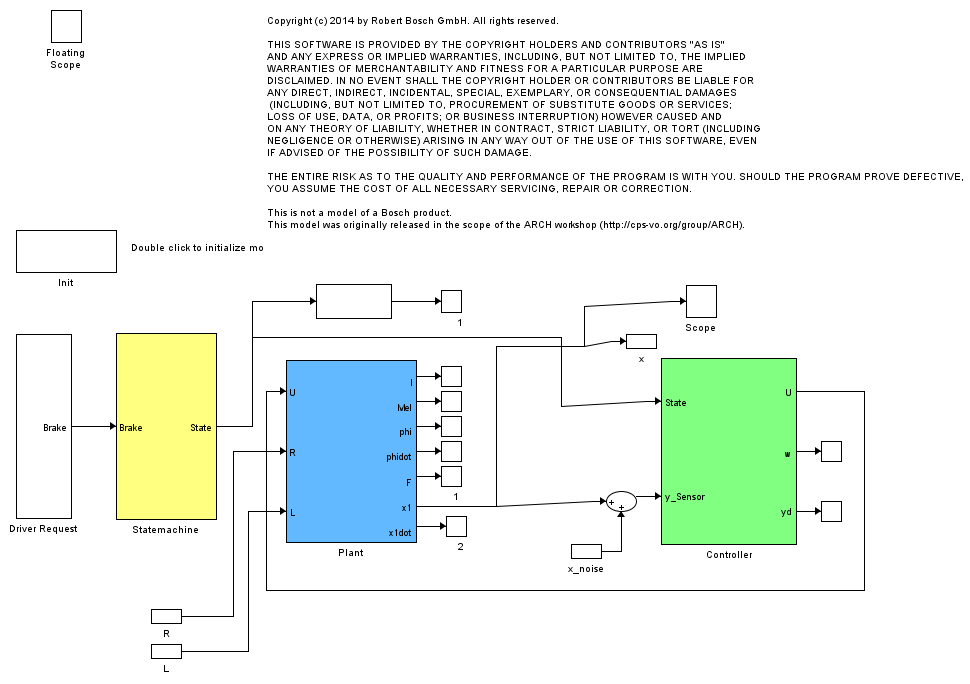 Floating
Scope
Copyright (c) 2014 by Robert Bosch GmbH. All rights reserved.
THIS SOFTWARE IS PROVIDED BY THE COPYRIGHT HOLDERS AND CONTRIBUTORS "AS IS"
AND ANY EXPRESS OR IMPLIED WARRANTIES, INCLUDING, BUT NOT LIMITED TO, THE IMPLIED
WARRANTIES OF MERCHANTABILITY AND FITNESS FOR A PARTICULAR PURPOSE ARE
DISCLAIMED. IN NO EVENT SHALL THE COPYRIGHT HOLDER OR CONTRIBUTORS BE LIABLE FOR
ANY DIRECT, INDIRECT, INCIDENTAL, SPECIAL, EXEMPLARY, OR CONSEQUENTIAL DAMAGES
(INCLUDING, BUT NOT LIMITED TO, PROCUREMENT OF SUBSTITUTE GOODS OR SERVICES;
LOSS OF USE, DATA, OR PROFITS; OR BUSINESS INTERRUPTION) HOWEVER CAUSED AND
ON ANY THEORY OF LIABILITY, WHETHER IN CONTRACT, STRICT LIABILITY, OR TORT (INCLUDING
NEGLIGENCE OR OTHERWISE) ARISING IN ANY WAY OUT OF THE USE OF THIS SOFTWARE, EVEN
IF ADVISED OF THE POSSIBILITY OF SUCH DAMAGE.
THE ENTIRE RISK AS TO THE QUALITY AND PERFORMANCE OF THE PROGRAM IS WITH YOU. SHOULD THE PROGRAM PROVE DEFECTIVE,
YOU ASSUME THE COST OF ALL NECESSARY SERVICING, REPAIR OR CORRECTION.
This is not a model of a Bosch product.
This model was originally released in the scope of the ARCH workshop (http://cps-vo.org/group/ARCH).
Double click to initialize mo
Init
1
Scope
x
Brake
Driver Request
Brake
State
Statemachine
U
R
L
I
Mel
phi
phidot
F
x1
x1dot
Plant
1
2
+
+
x_noise
State
y_Sensor
U
w
yd
Controller
R
L